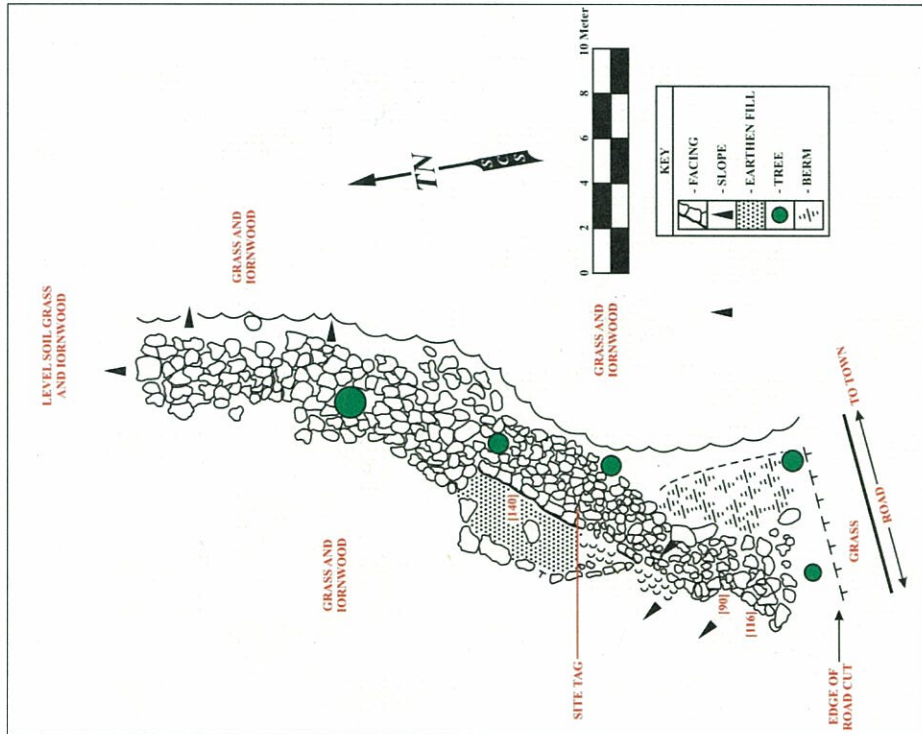 LEVEL SOIL GRASS
AND IORNWOOD
GRASS AND
IORNWOOD
GRASS AND
IORNWOOD
GRASS AND
IORNWOOD
[140]
SITE TAG
[90]
[116]
EDGE OF
ROAD CUT
GRASS
ROAD
TO TOWN
TN
SCS
0 2 4 6 8 10 Meter
KEY
- FACING
- SLOPE
- EARTHEN FILL
- TREE
- BERM